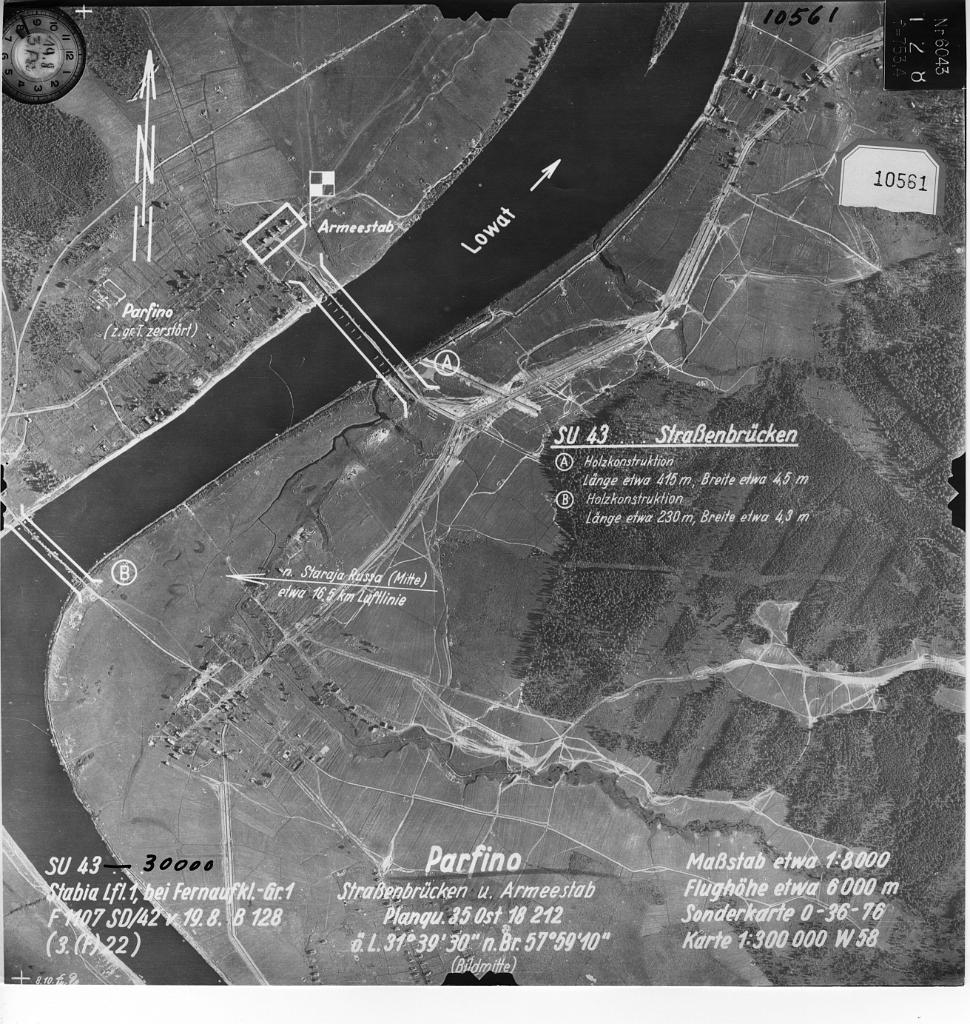 10561
Nr 6043
128
10561
N
Armeestab
Lowat
Parfino
(z.gr.T. zerstört)
A
SU 43 .... Straßenbrücken
A Holzkonstruktion
Länge etwa 415 m, Breite etwa 4,5 m
B Holzkonstruktion
Länge etwa 230 m, Breite etwa 4,3 m
B
n. Staraja Russa (Mitte)
etwa 16,5 km Luftlinie
SU 43 — 30000
Stabia Lfl.1, bei Fernaufkl.-Gr.1
F 1107 SD/42 v. 19.8. B 128
(3.(F) 22)
Parfino
Straßenbrücken u. Armeestab
Planqu. 35 Ost 18 212
ö.L. 31°39'30" n.Br. 57°59'10"
(Bildmitte)
Maßstab etwa 1:8000
Flughöhe etwa 6000 m
Sonderkarte O-36-76
Karte 1:300 000 W 58